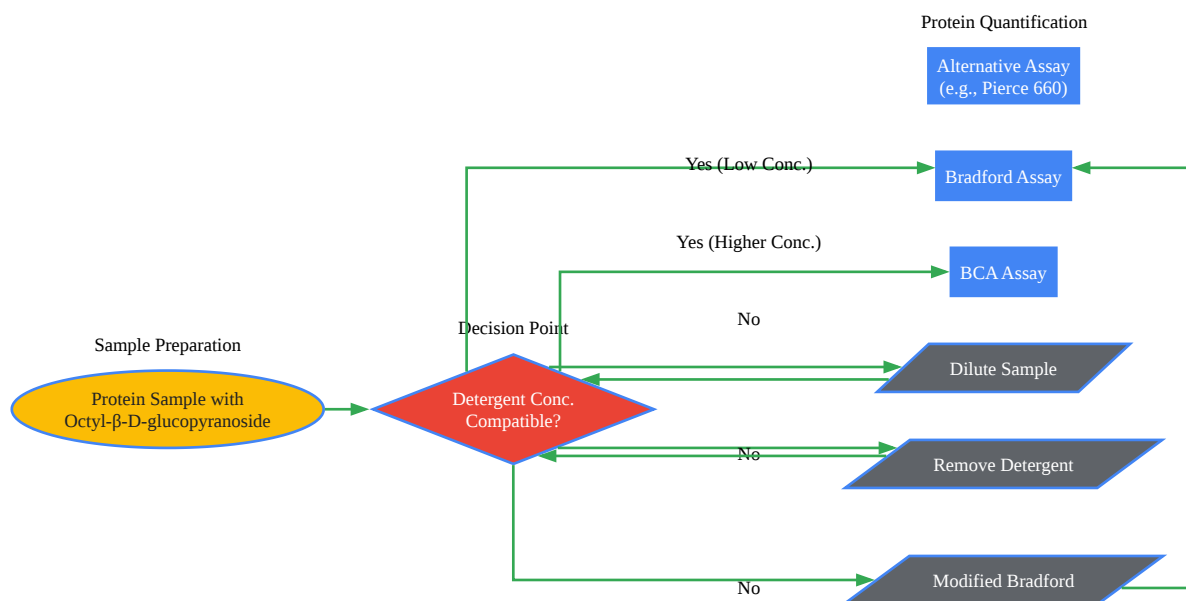 Protein Quantification
Alternative Assay
(e.g., Pierce 660)
Yes (Low Conc.)
Bradford Assay
Yes (Higher Conc.)
BCA Assay
No
Decision Point
Sample Preparation
Dilute Sample
Protein Sample with
Octyl-β-D-glucopyranoside
Detergent Conc.
Compatible?
No
Remove Detergent
Modified Bradford
No